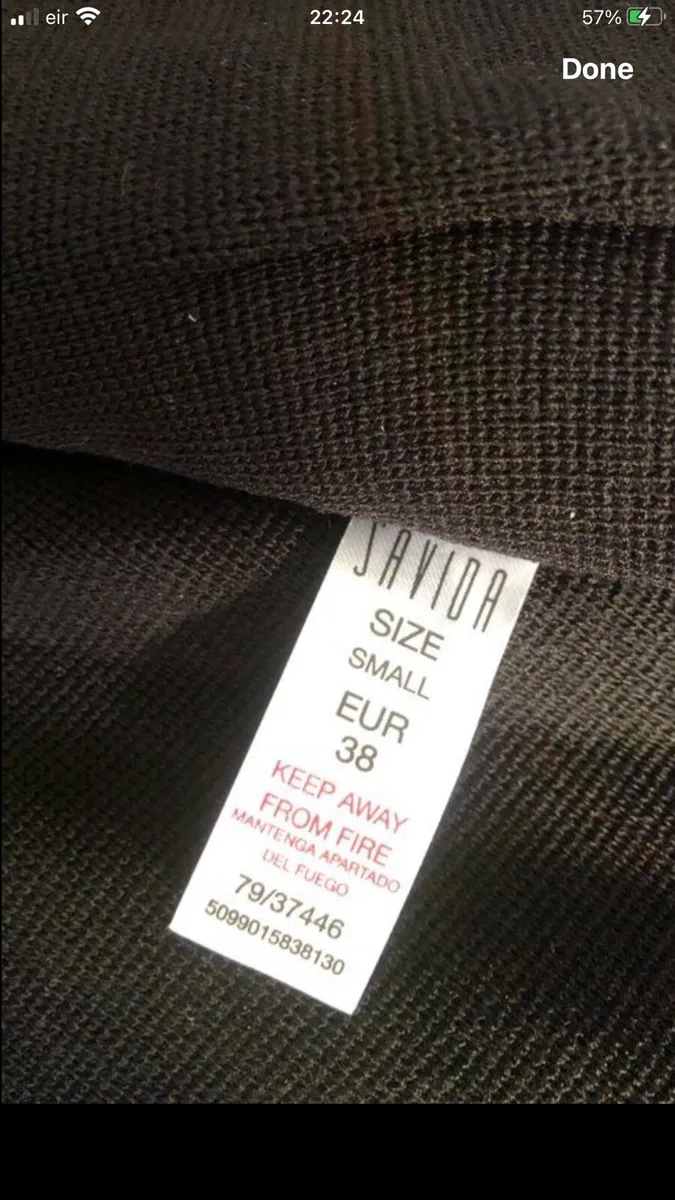 eir 22:24 57%
Done
SAVIDA
SIZE
SMALL
EUR
38
KEEP AWAY
FROM FIRE
MANTENGA APARTADO
DEL FUEGO
79/37446
5099015838130